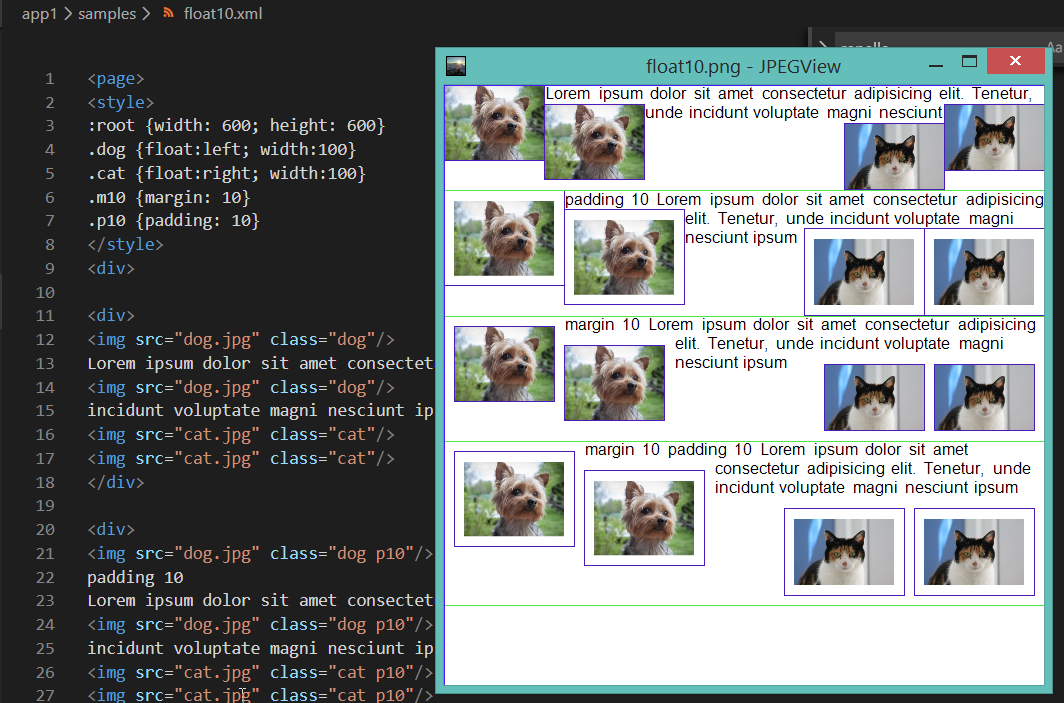 app1 > samples > float10.xml
Aa
1 <page>
2 <style>
3 :root {width: 600; height: 600}
4 .dog {float:left; width:100}
5 .cat {float:right; width:100}
6 .m10 {margin: 10}
7 .p10 {padding: 10}
8 </style>
9 <div>
10
11 <div>
12 <img src="dog.jpg" class="dog"/>
13 Lorem ipsum dolor sit amet consectet
14 <img src="dog.jpg" class="dog"/>
15 incidunt voluptate magni nesciunt ip
16 <img src="cat.jpg" class="cat"/>
17 <img src="cat.jpg" class="cat"/>
18 </div>
19
20 <div>
21 <img src="dog.jpg" class="dog p10"/>
22 padding 10
23 Lorem ipsum dolor sit amet consectet
24 <img src="dog.jpg" class="dog p10"/>
25 incidunt voluptate magni nesciunt ip
26 <img src="cat.jpg" class="cat p10"/>
27 <img src="cat.jpg" class="cat p10"/>
float10.png - JPEGView
Lorem ipsum dolor sit amet consectetur adipisicing elit. Tenetur,
unde incidunt voluptate magni nesciunt
padding 10 Lorem ipsum dolor sit amet consectetur adipisicing
elit. Tenetur, unde incidunt voluptate magni
nesciunt ipsum
margin 10 Lorem ipsum dolor sit amet consectetur adipisicing
elit. Tenetur, unde incidunt voluptate magni
nesciunt ipsum
margin 10 padding 10 Lorem ipsum dolor sit amet
consectetur adipisicing elit. Tenetur, unde
incidunt voluptate magni nesciunt ipsum